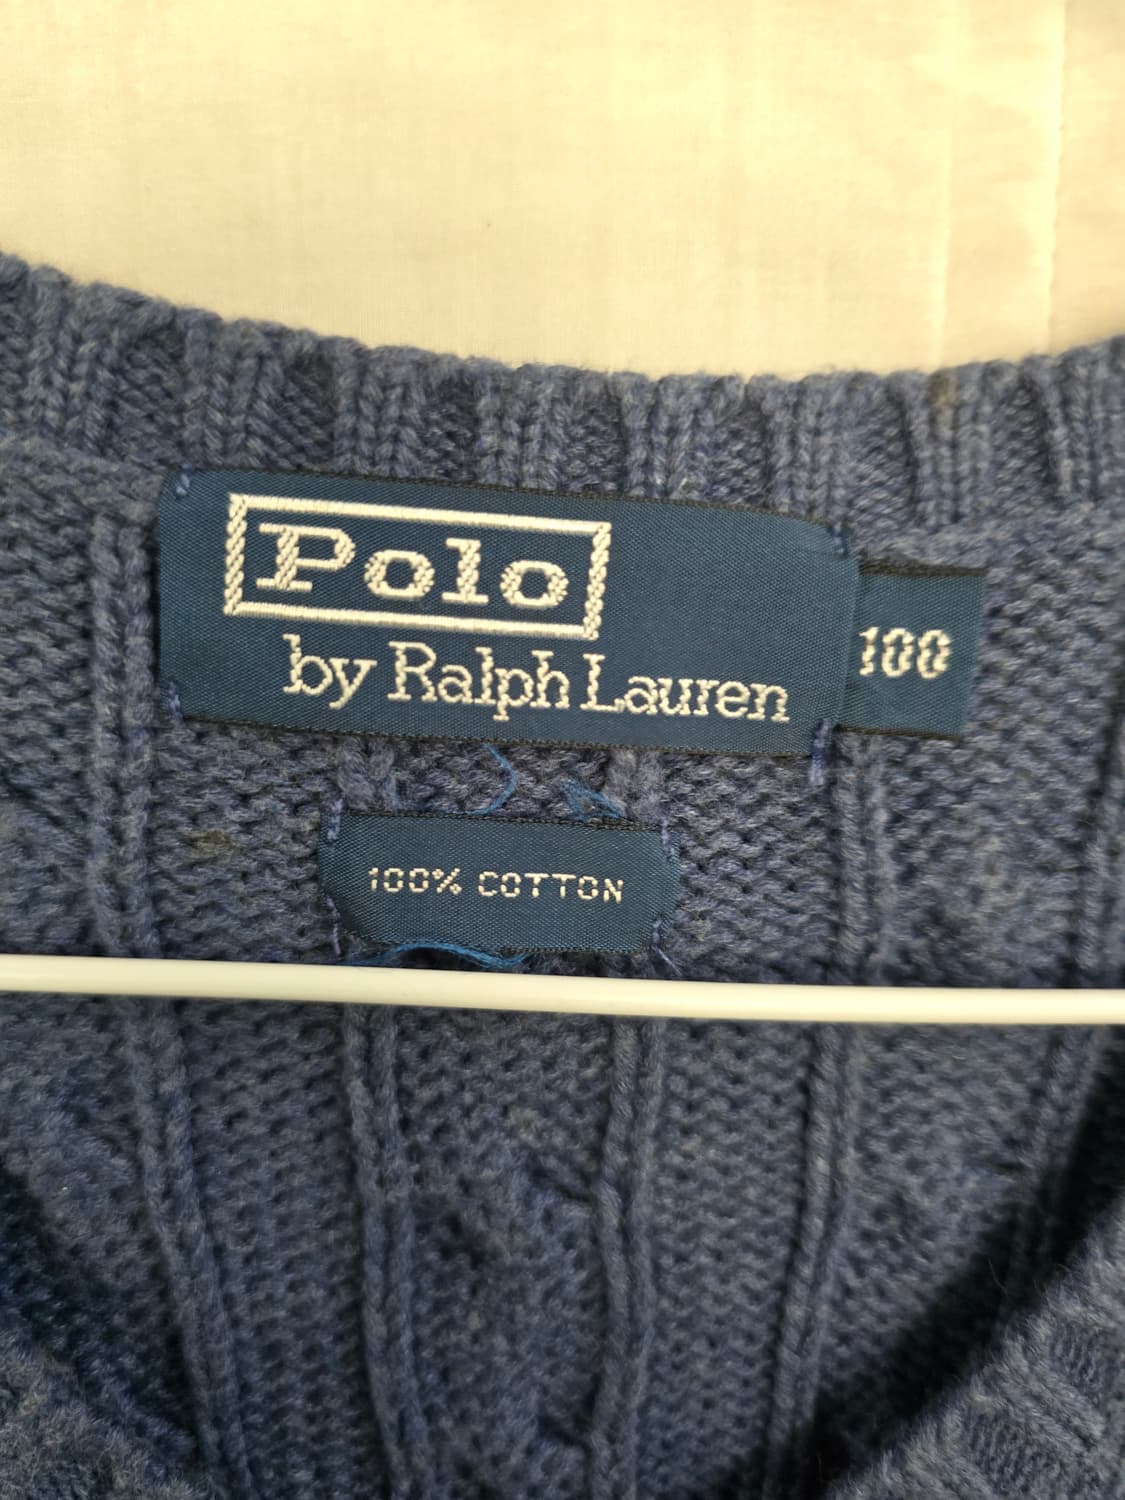 Polo
by Ralph Lauren
100
100% COTTON